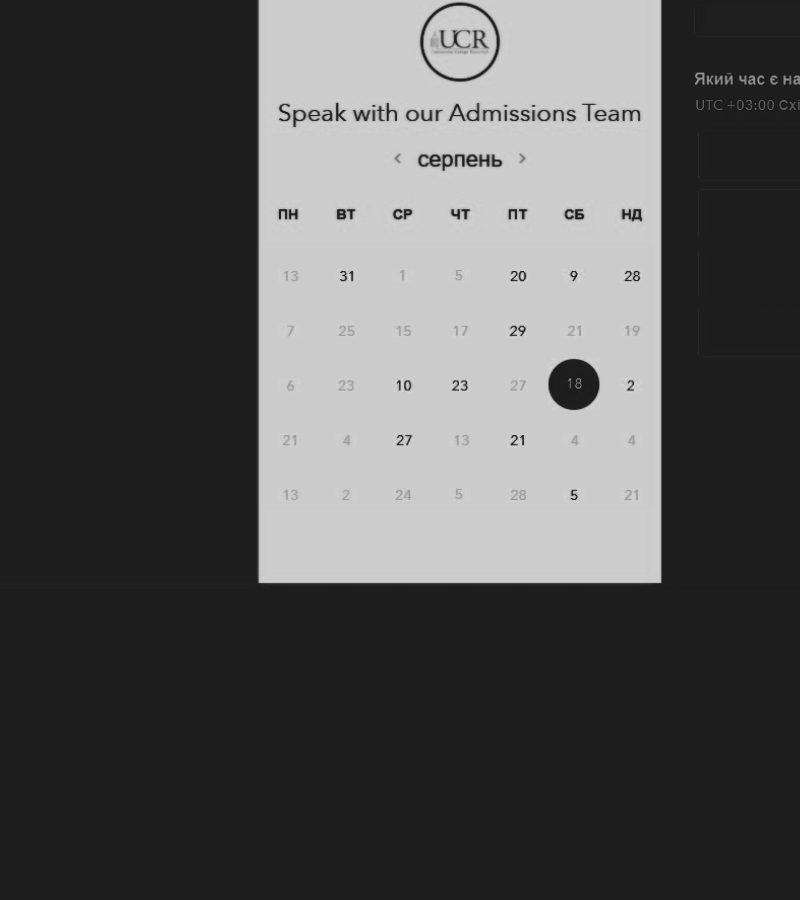 UCR
Speak with our Admissions Team
серпень
ПН ВТ СР ЧТ ПТ СБ НД
13 31 1 5 20 9 28
7 25 15 17 29 21 19
6 23 10 23 27 18 2
21 4 27 13 21 4 4
13 2 24 5 28 5 21
Який час є на
UTC +03:00 Схі